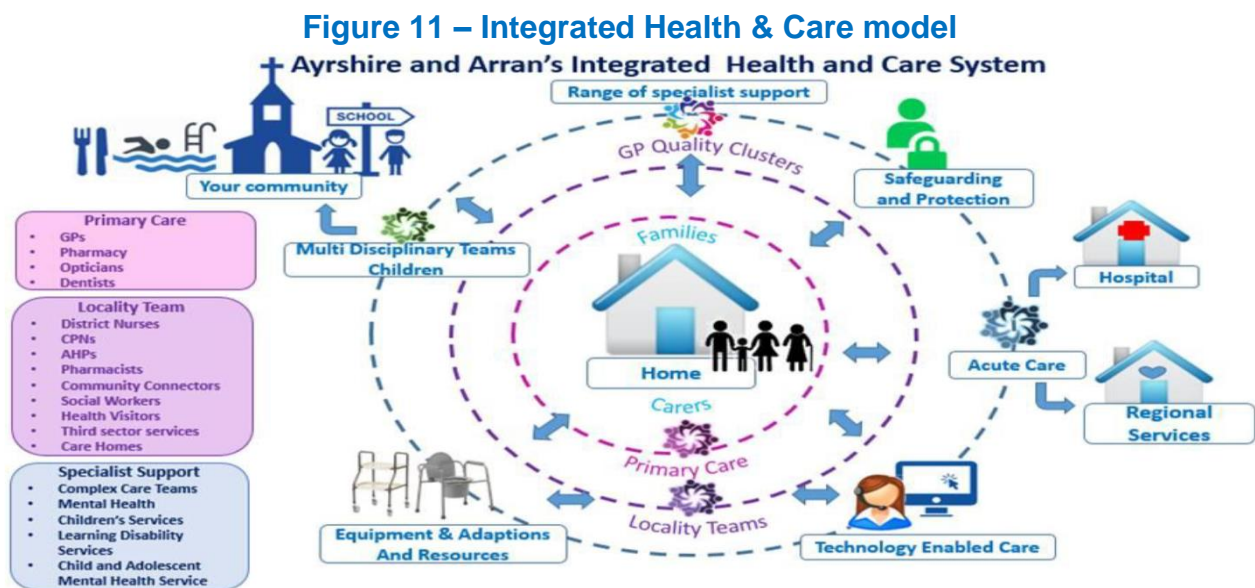 Figure 11 – Integrated Health & Care model
Ayrshire and Arran's Integrated Health and Care System
Range of specialist support
SCHOOL
GP Quality Clusters
Your community
Safeguarding
and Protection
Primary Care
• GPs
• Pharmacy
• Opticians
• Dentists
Multi Disciplinary Teams
Children
Families
Hospital
Locality Team
• District Nurses
• CPNs
• AHPs
• Pharmacists
• Community Connectors
• Social Workers
• Health Visitors
• Third sector services
• Care Homes
Home
Acute Care
Carers
Regional
Services
Primary Care
Specialist Support
• Complex Care Teams
• Mental Health
• Children's Services
• Learning Disability
Services
• Child and Adolescent
Mental Health Service
Locality Teams
Equipment & Adaptions
And Resources
Technology Enabled Care